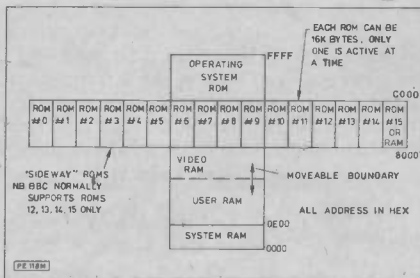 FFFF
EACH ROM CAN BE
16K BYTES, ONLY
ONE IS ACTIVE AT
A TIME
OPERATING
SYSTEM
ROM
C000
ROM #0
ROM #1
ROM #2
ROM #3
ROM #4
ROM #5
ROM #6
ROM #7
ROM #8
ROM #9
ROM #10
ROM #11
ROM #12
ROM #13
ROM #14
ROM #15 OR RAM
8000
"SIDEWAY" ROMS
NB BBC NORMALLY
SUPPORTS ROMS
12, 13, 14, 15 ONLY
VIDEO
RAM
MOVEABLE BOUNDARY
USER RAM
ALL ADDRESS IN HEX
0E00
SYSTEM RAM
0000
PE 118M